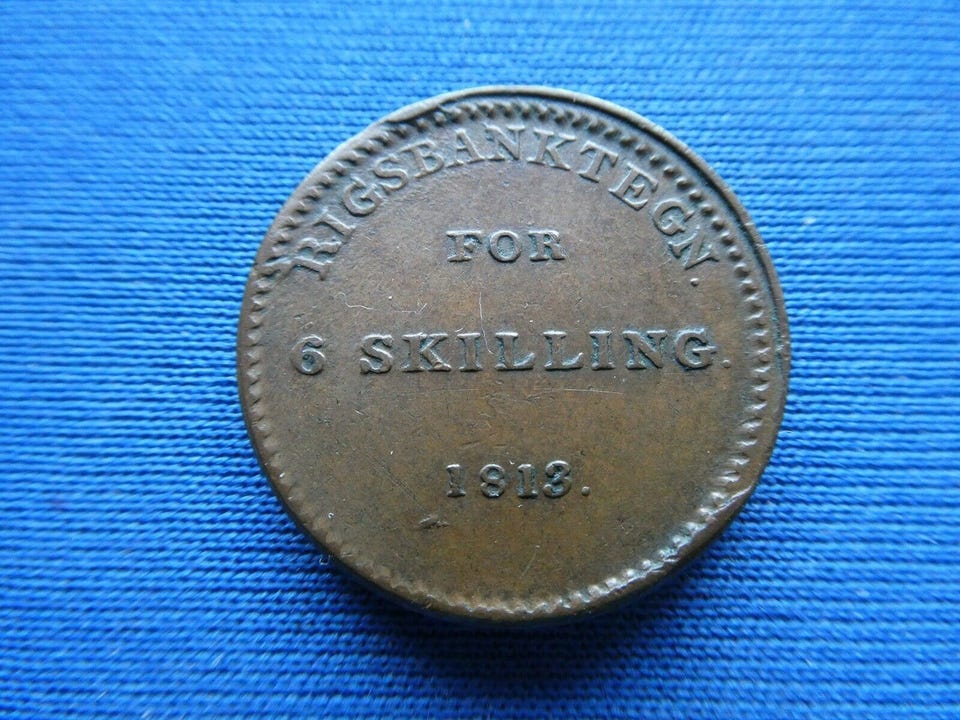 RIGSBANKTEGN.
FOR
6 SKILLING.
1813.